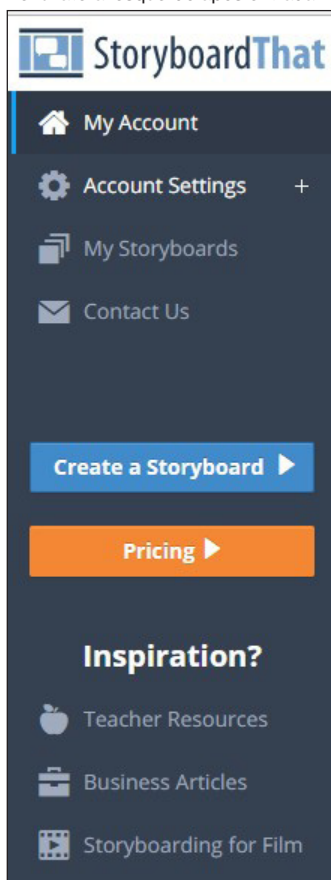 StoryboardThat
My Account
Account Settings +
My Storyboards
Contact Us
Create a Storyboard
Pricing
Inspiration?
Teacher Resources
Business Articles
Storyboarding for Film